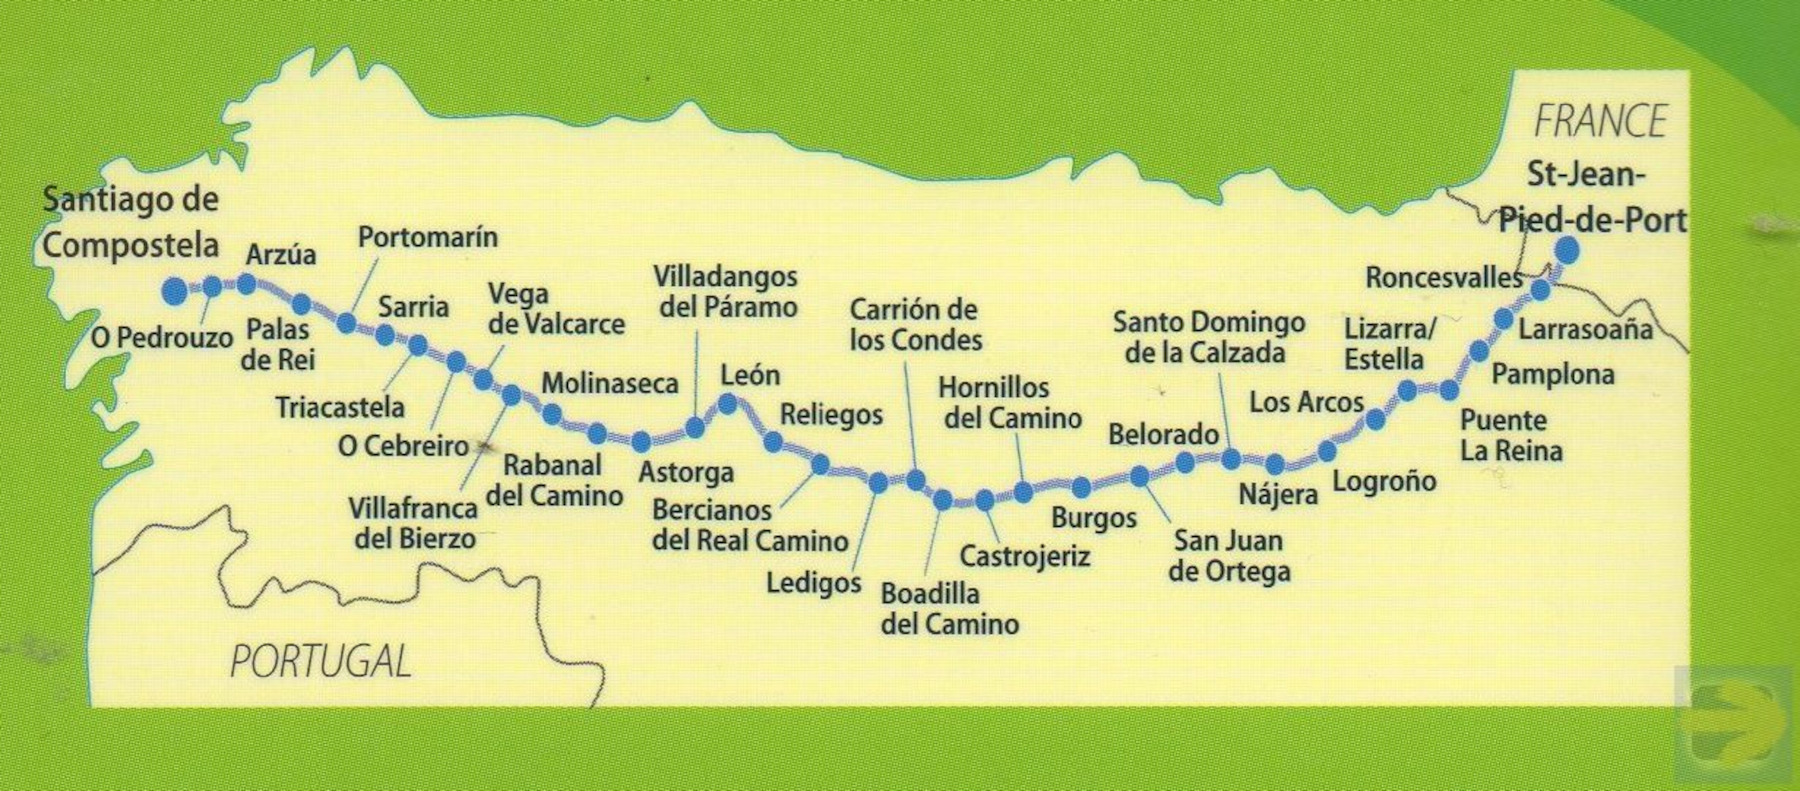 FRANCE
St-Jean-
Pied-de-Port
Santiago de
Compostela
Arzúa
Portomarín
Roncesvalles
O Pedrouzo
Palas
de Rei
Sarria
Vega
de Valcarce
Villadangos
del Páramo
Carrión de
los Condes
Santo Domingo
de la Calzada
Lizarra/
Estella
Larrasoaña
Pamplona
Triacastela
Molinaseca
León
Hornillos
del Camino
Los Arcos
Puente
La Reina
O Cebreiro
Reliegos
Belorado
Rabanal
del Camino
Astorga
Nájera
Logroño
Villafranca
del Bierzo
Bercianos
del Real Camino
Burgos
San Juan
de Ortega
Castrojeriz
Ledigos
Boadilla
del Camino
PORTUGAL